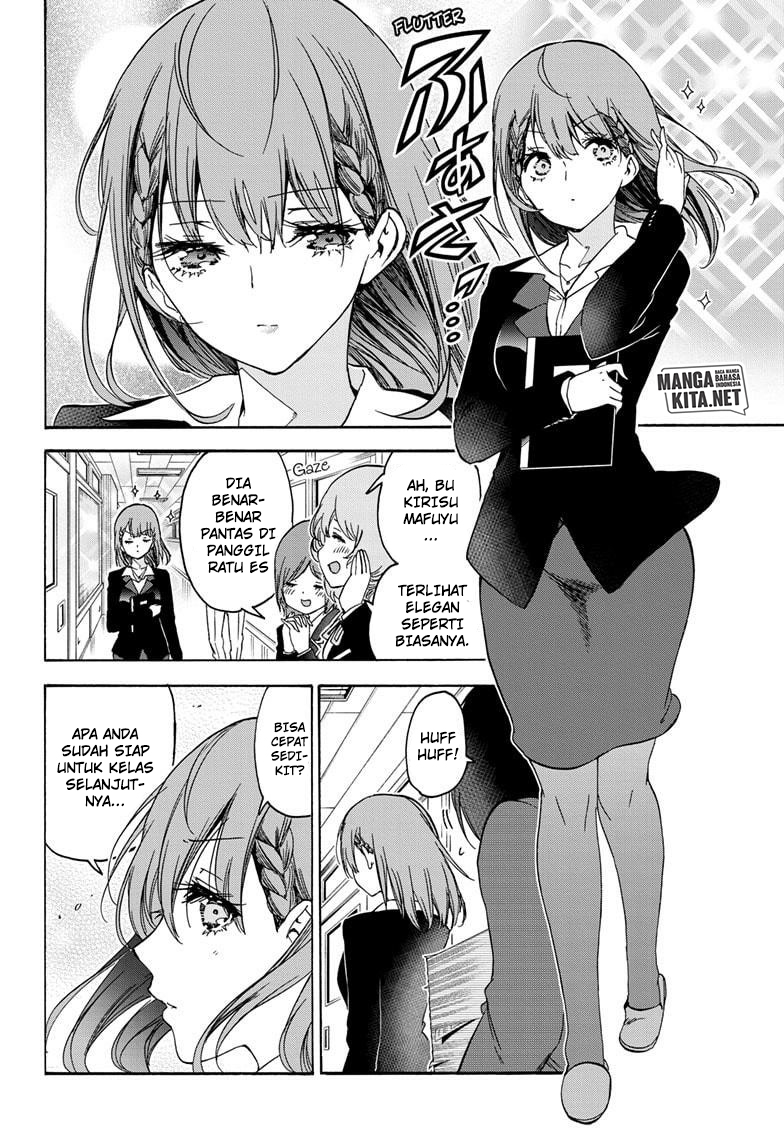 FLUTTER
ふぁさっ…
MANGA
KITA.NET
BACA MANGA
BAHASA
INDONESIA
AH, BU
KIRISU
MAFUYU
...
TERLIHAT
ELEGAN
SEPERTI
BIASANYA.
Gaze
DIA
BENAR-
BENAR
PANTAS DI
PANGGIL
RATU ES
HUFF
HUFF!
BISA
CEPAT
SEDI-
KIT?
APA ANDA
SUDAH SIAP
UNTUK KELAS
SELANJUT-
NYA...